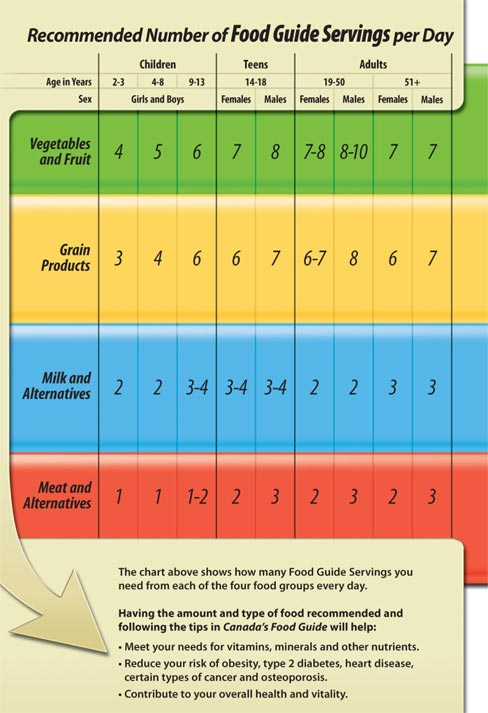 Recommended Number of Food Guide Servings per Day
Children Teens Adults
Age in Years 2-3 4-8 9-13 14-18 19-50 51+
Sex Girls and Boys Females Males Females Males Females Males
Vegetables
and Fruit 4 5 6 7 8 7-8 8-10 7 7
Grain
Products 3 4 6 6 7 6-7 8 6 7
Milk and
Alternatives 2 2 3-4 3-4 3-4 2 2 3 3
Meat and
Alternatives 1 1 1-2 2 3 2 3 2 3
The chart above shows how many Food Guide Servings you
need from each of the four food groups every day.
Having the amount and type of food recommended and
following the tips in Canada's Food Guide will help:
• Meet your needs for vitamins, minerals and other nutrients.
• Reduce your risk of obesity, type 2 diabetes, heart disease,
certain types of cancer and osteoporosis.
• Contribute to your overall health and vitality.